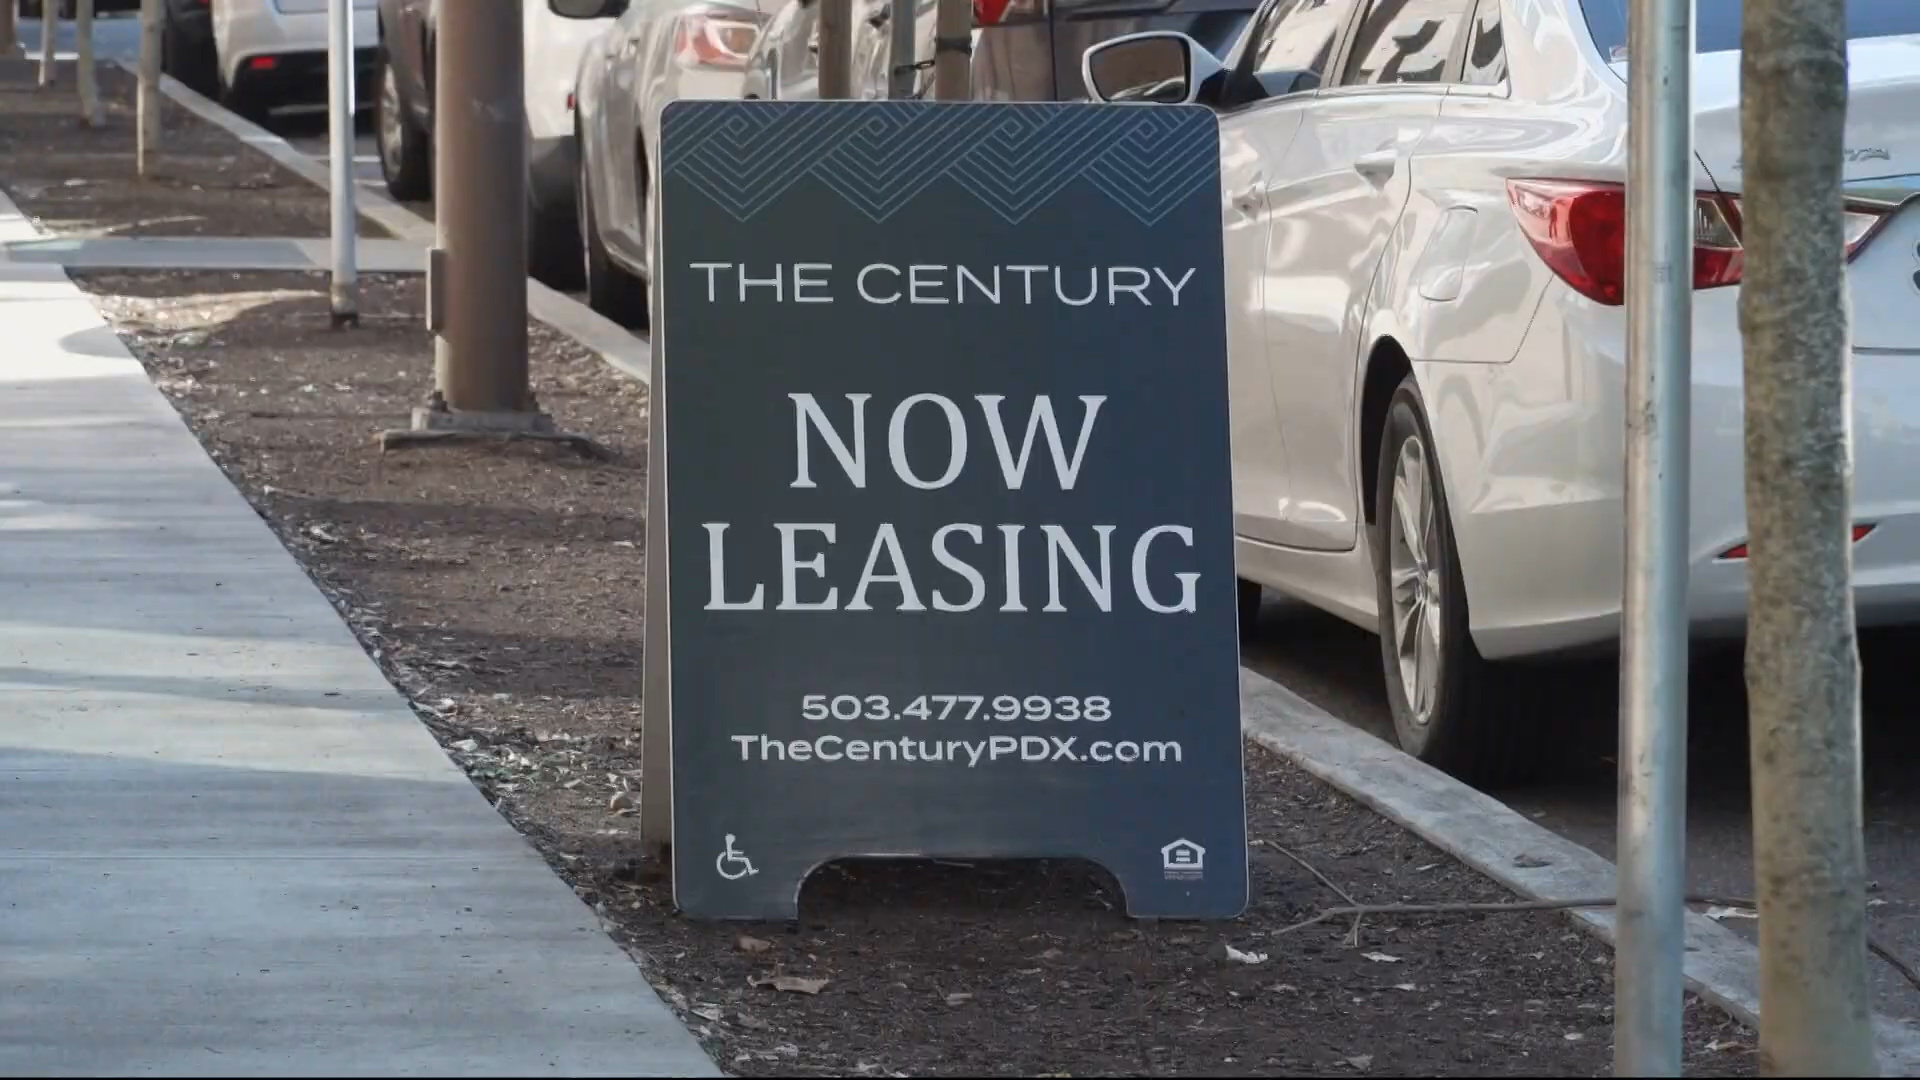 THE CENTURY
NOW
LEASING
503.477.9938
TheCenturyPDX.com